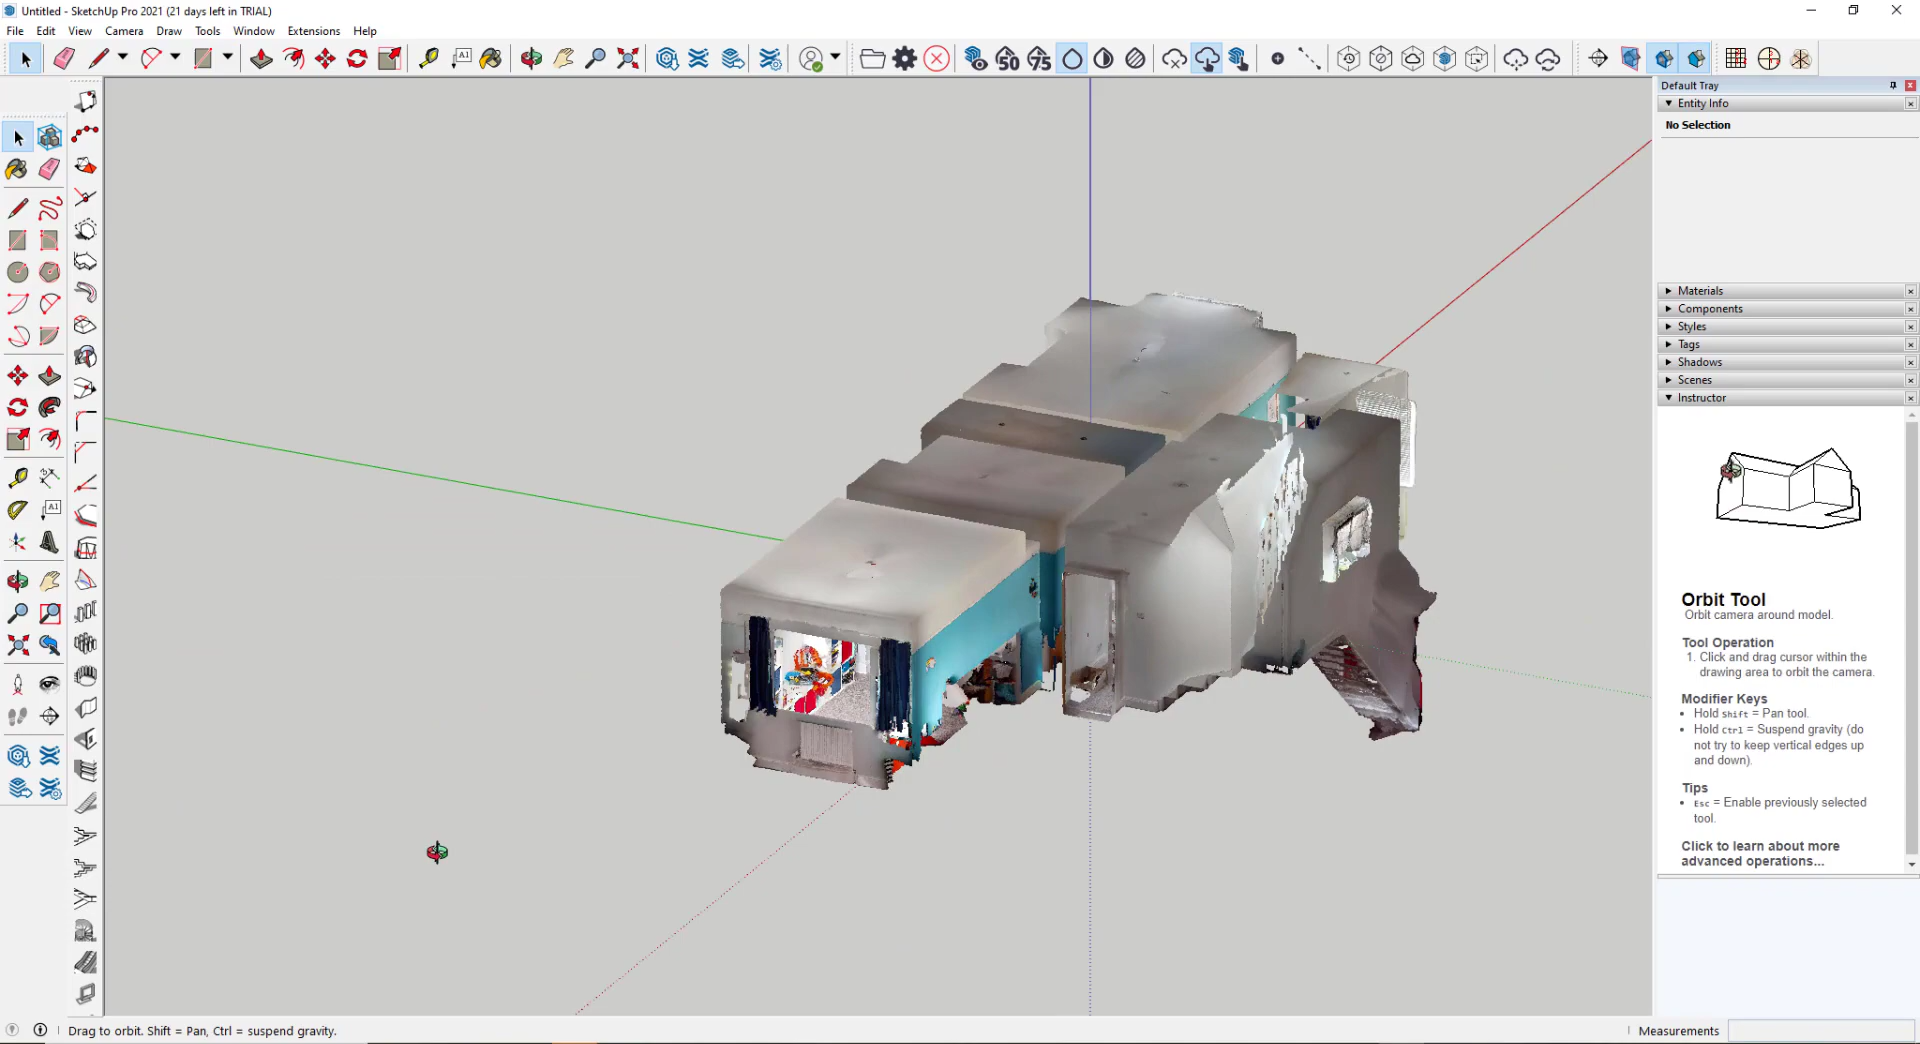 Untitled - SketchUp Pro 2021 (21 days left in TRIAL)
File Edit View Camera Draw Tools Window Extensions Help
A1
50
75
Default Tray
Entity Info
No Selection
A1
Materials
Components
Styles
Tags
Shadows
Scenes
Instructor
Orbit Tool
Orbit camera around model.
Tool Operation
1. Click and drag cursor within the
drawing area to orbit the camera.
Modifier Keys
• Hold Shift = Pan tool.
• Hold Ctrl = Suspend gravity (do
not try to keep vertical edges up
and down).
Tips
• Esc = Enable previously selected
tool.
Click to learn about more
advanced operations...
Drag to orbit. Shift = Pan, Ctrl = suspend gravity.
Measurements